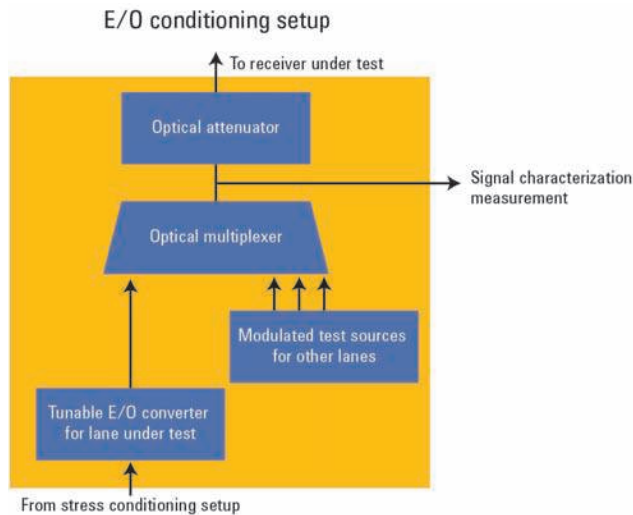 E/O conditioning setup
To receiver under test
Optical attenuator
Signal characterization
measurement
Optical multiplexer
Modulated test sources
for other lanes
Tunable E/O converter
for lane under test
From stress conditioning setup